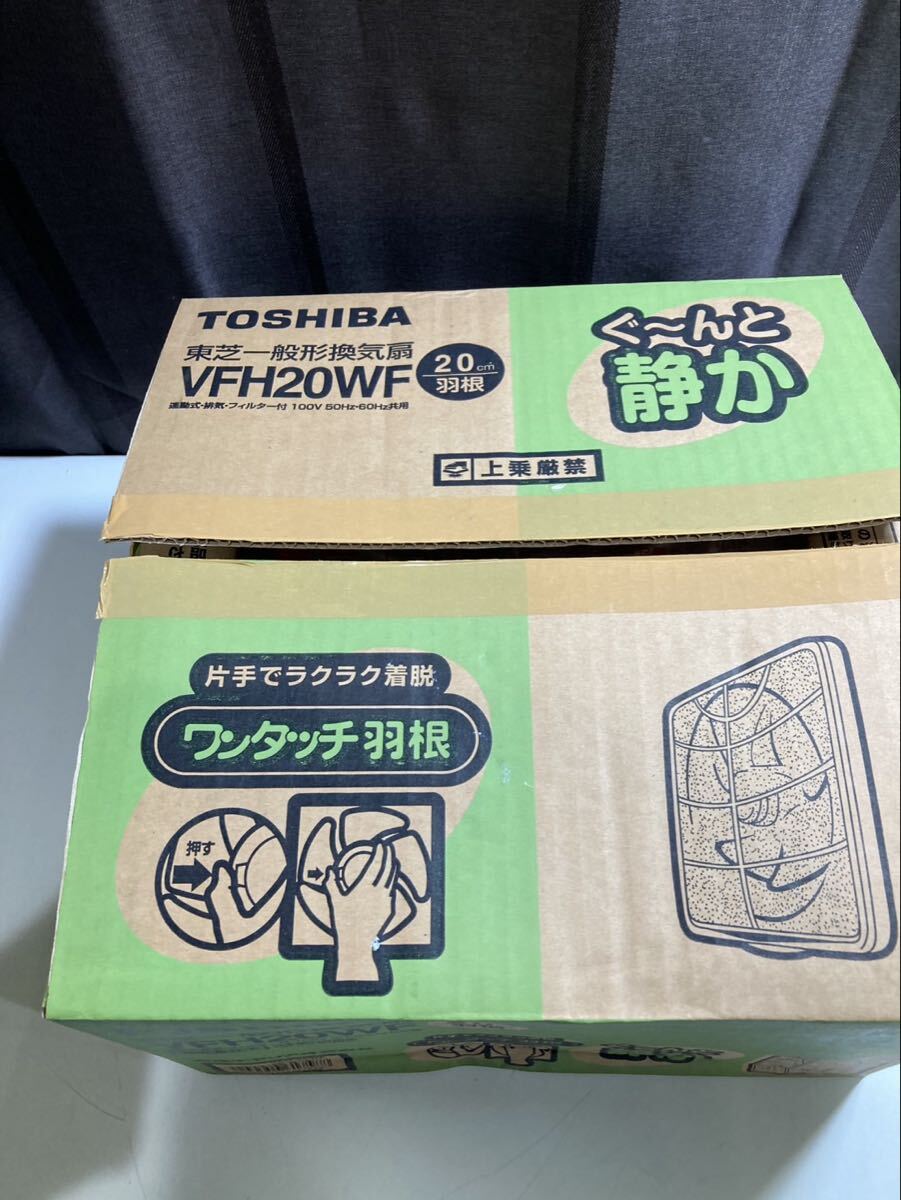 TOSHIBA
東芝一般形換気扇
VFH20WF
20cm
羽根
連動式・排気・フィルター付 100V 50Hz-60Hz共用
ぐ〜んと
静か
上乗厳禁
片手でラクラク着脱
ワンタッチ羽根
押す
VFH20WF